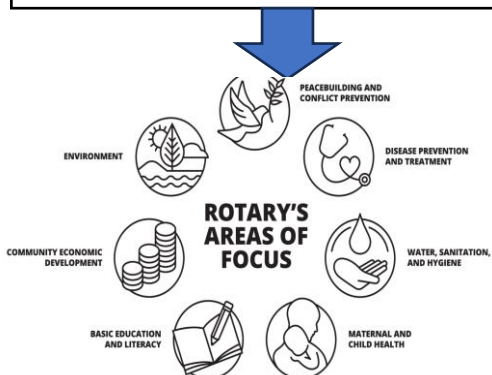 PEACEBUILDING AND
CONFLICT PREVENTION
ENVIRONMENT
DISEASE PREVENTION
AND TREATMENT
ROTARY'S
AREAS OF
FOCUS
COMMUNITY ECONOMIC
DEVELOPMENT
WATER, SANITATION,
AND HYGIENE
BASIC EDUCATION
AND LITERACY
MATERNAL AND
CHILD HEALTH